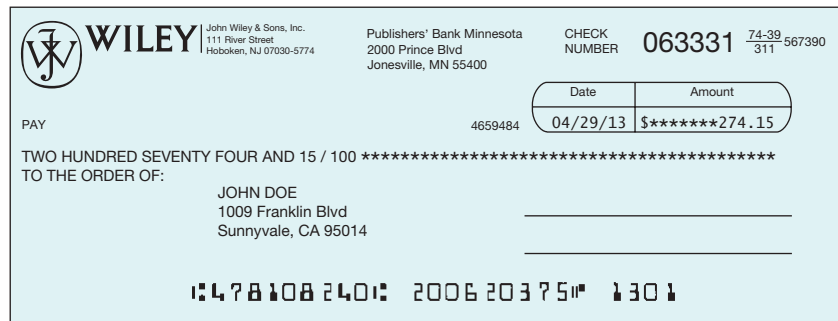 WILEY
John Wiley & Sons, Inc.
111 River Street
Hoboken, NJ 07030-5774
Publishers' Bank Minnesota
2000 Prince Blvd
Jonesville, MN 55400
CHECK
NUMBER
063331
74-39
311
567390
Date
Amount
PAY
4659484
04/29/13
$*******274.15
TWO HUNDRED SEVENTY FOUR AND 15 / 100 ******************************************
TO THE ORDER OF:
JOHN DOE
1009 Franklin Blvd
Sunnyvale, CA 95014
⑆478108240⑆ 200620375⑈ 1301